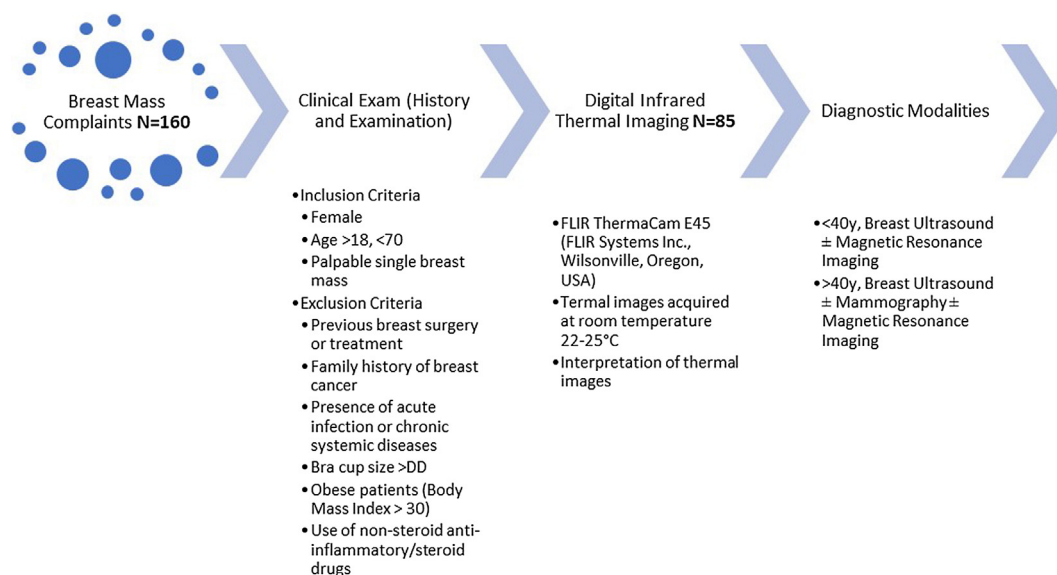 Breast Mass
Complaints N=160
Clinical Exam (History
and Examination)
•Inclusion Criteria
•Female
•Age >18, <70
•Palpable single breast
mass
•Exclusion Criteria
•Previous breast surgery
or treatment
•Family history of breast
cancer
•Presence of acute
infection or chronic
systemic diseases
•Bra cup size >DD
•Obese patients (Body
Mass Index > 30)
•Use of non-steroid anti-
inflammatory/steroid
drugs
Digital Infrared
Thermal Imaging N=85
•FLIR ThermaCam E45
(FLIR Systems Inc.,
Wilsonville, Oregon,
USA)
•Termal images acquired
at room temperature
22-25°C
•Interpretation of thermal
images
Diagnostic Modalities
•<40y, Breast Ultrasound
± Magnetic Resonance
Imaging
•>40y, Breast Ultrasound
± Mammography ±
Magnetic Resonance
Imaging